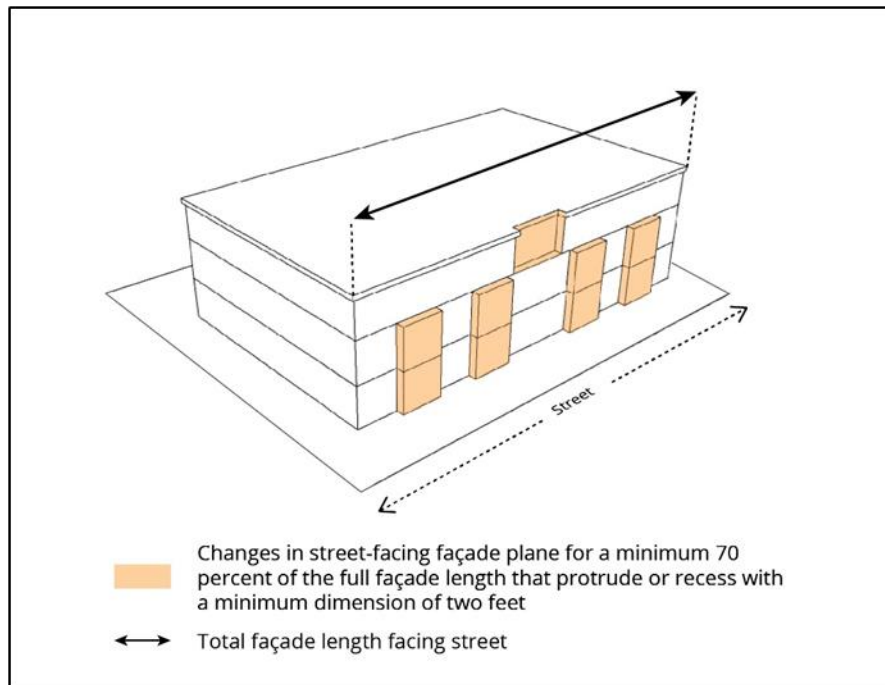 Street
Changes in street-facing façade plane for a minimum 70
percent of the full façade length that protrude or recess with
a minimum dimension of two feet
Total façade length facing street